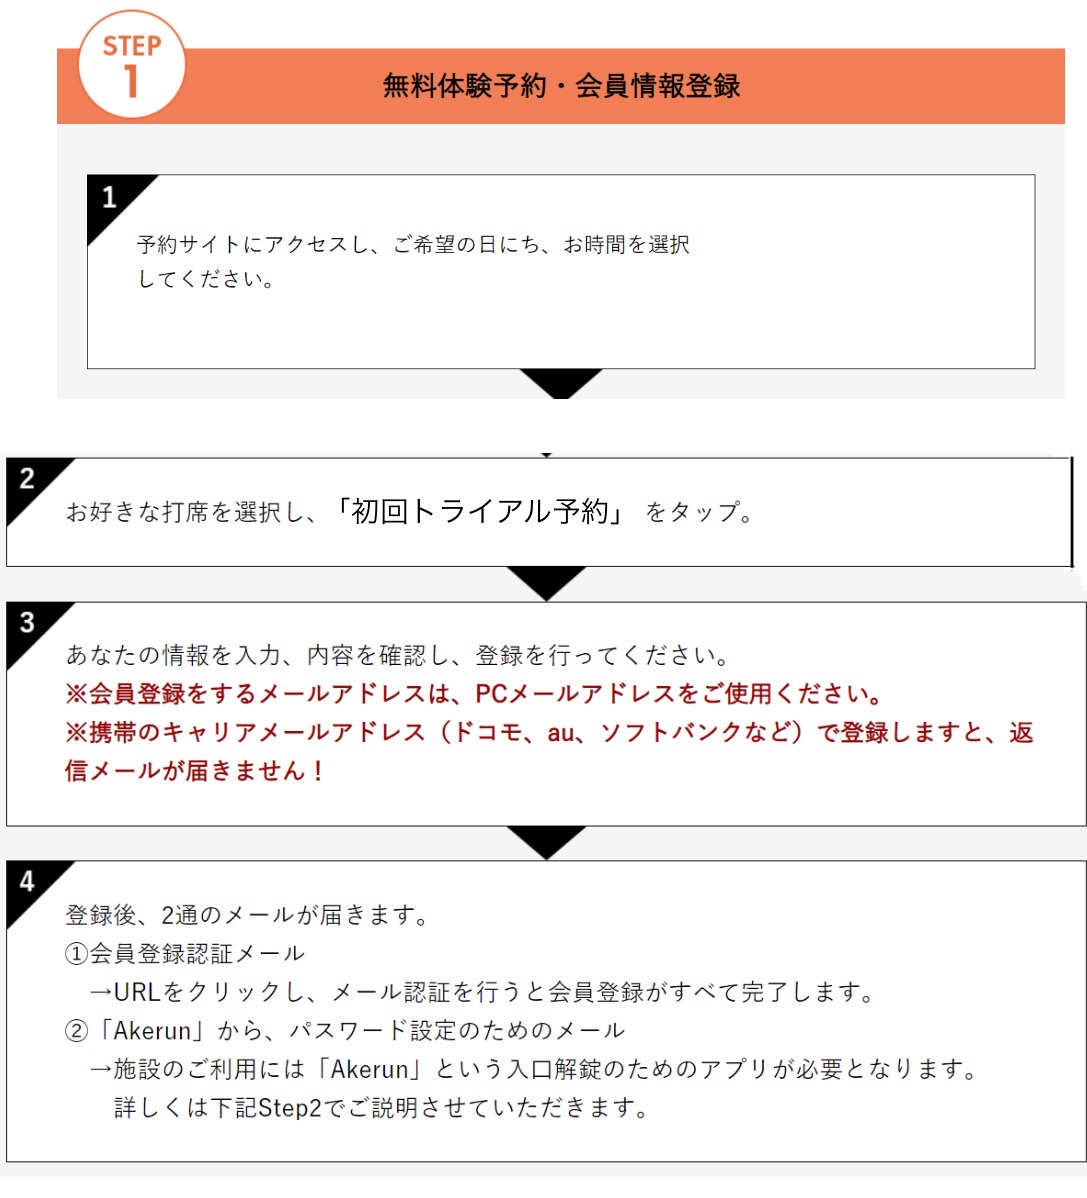 STEP
1
無料体験予約・会員情報登録
1
予約サイトにアクセスし、ご希望の日にち、お時間を選択
してください。
2
お好きな打席を選択し、「初回トライアル予約」 をタップ。
3
あなたの情報を入力、内容を確認し、登録を行ってください。
※会員登録をするメールアドレスは、PCメールアドレスをご使用ください。
※携帯のキャリアメールアドレス（ドコモ、au、ソフトバンクなど）で登録しますと、返
信メールが届きません！
4
登録後、2通のメールが届きます。
①会員登録認証メール
→URLをクリックし、メール認証を行うと会員登録がすべて完了します。
②「Akerun」から、パスワード設定のためのメール
→施設のご利用には「Akerun」という入口解錠のためのアプリが必要となります。
詳しくは下記Step2でご説明させていただきます。